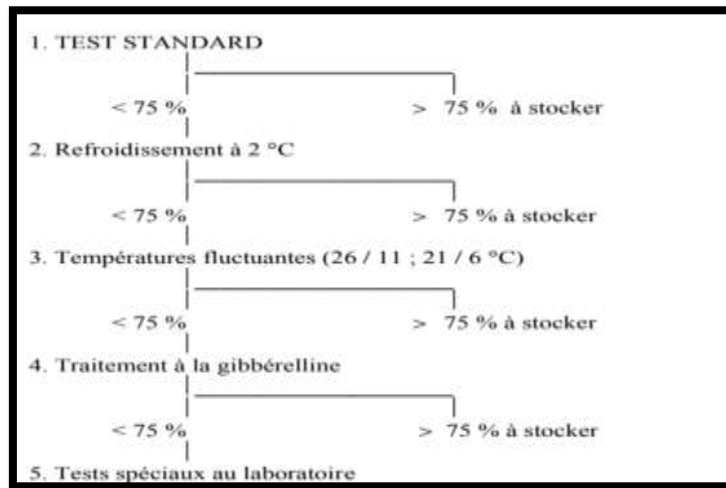 1. TEST STANDARD
< 75 % > 75 % à stocker
2. Refroidissement à 2 °C
< 75 % > 75 % à stocker
3. Températures fluctuantes (26 / 11 ; 21 / 6 °C)
< 75 % > 75 % à stocker
4. Traitement à la gibbérelline
< 75 % > 75 % à stocker
5. Tests spéciaux au laboratoire